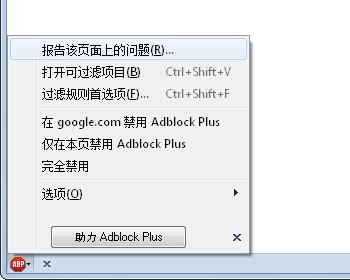 报告该页面上的问题(R)...
打开可过滤项目(B) Ctrl+Shift+V
过滤规则首选项(F)... Ctrl+Shift+F
在 google.com 禁用 Adblock Plus
仅在本页禁用 Adblock Plus
完全禁用
选项(O)
助力 Adblock Plus
ABP